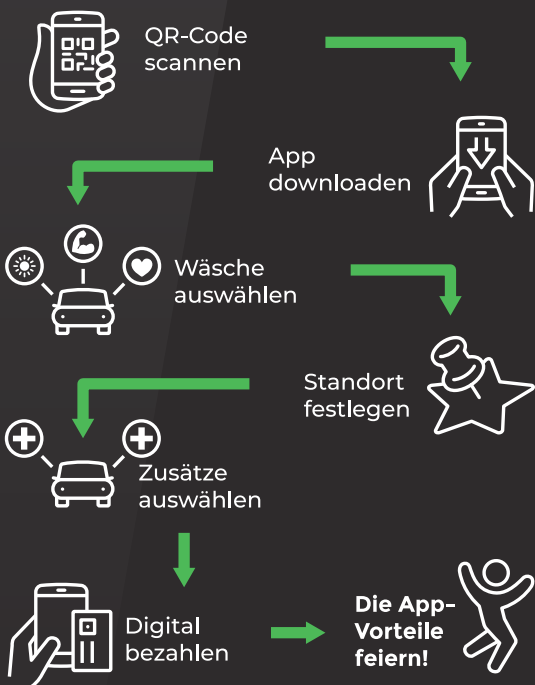 QR-Code
scannen
App
downloaden
Wäsche
auswählen
Standort
festlegen
Zusätze
auswählen
Digital
bezahlen
Die App-
Vorteile
feiern!